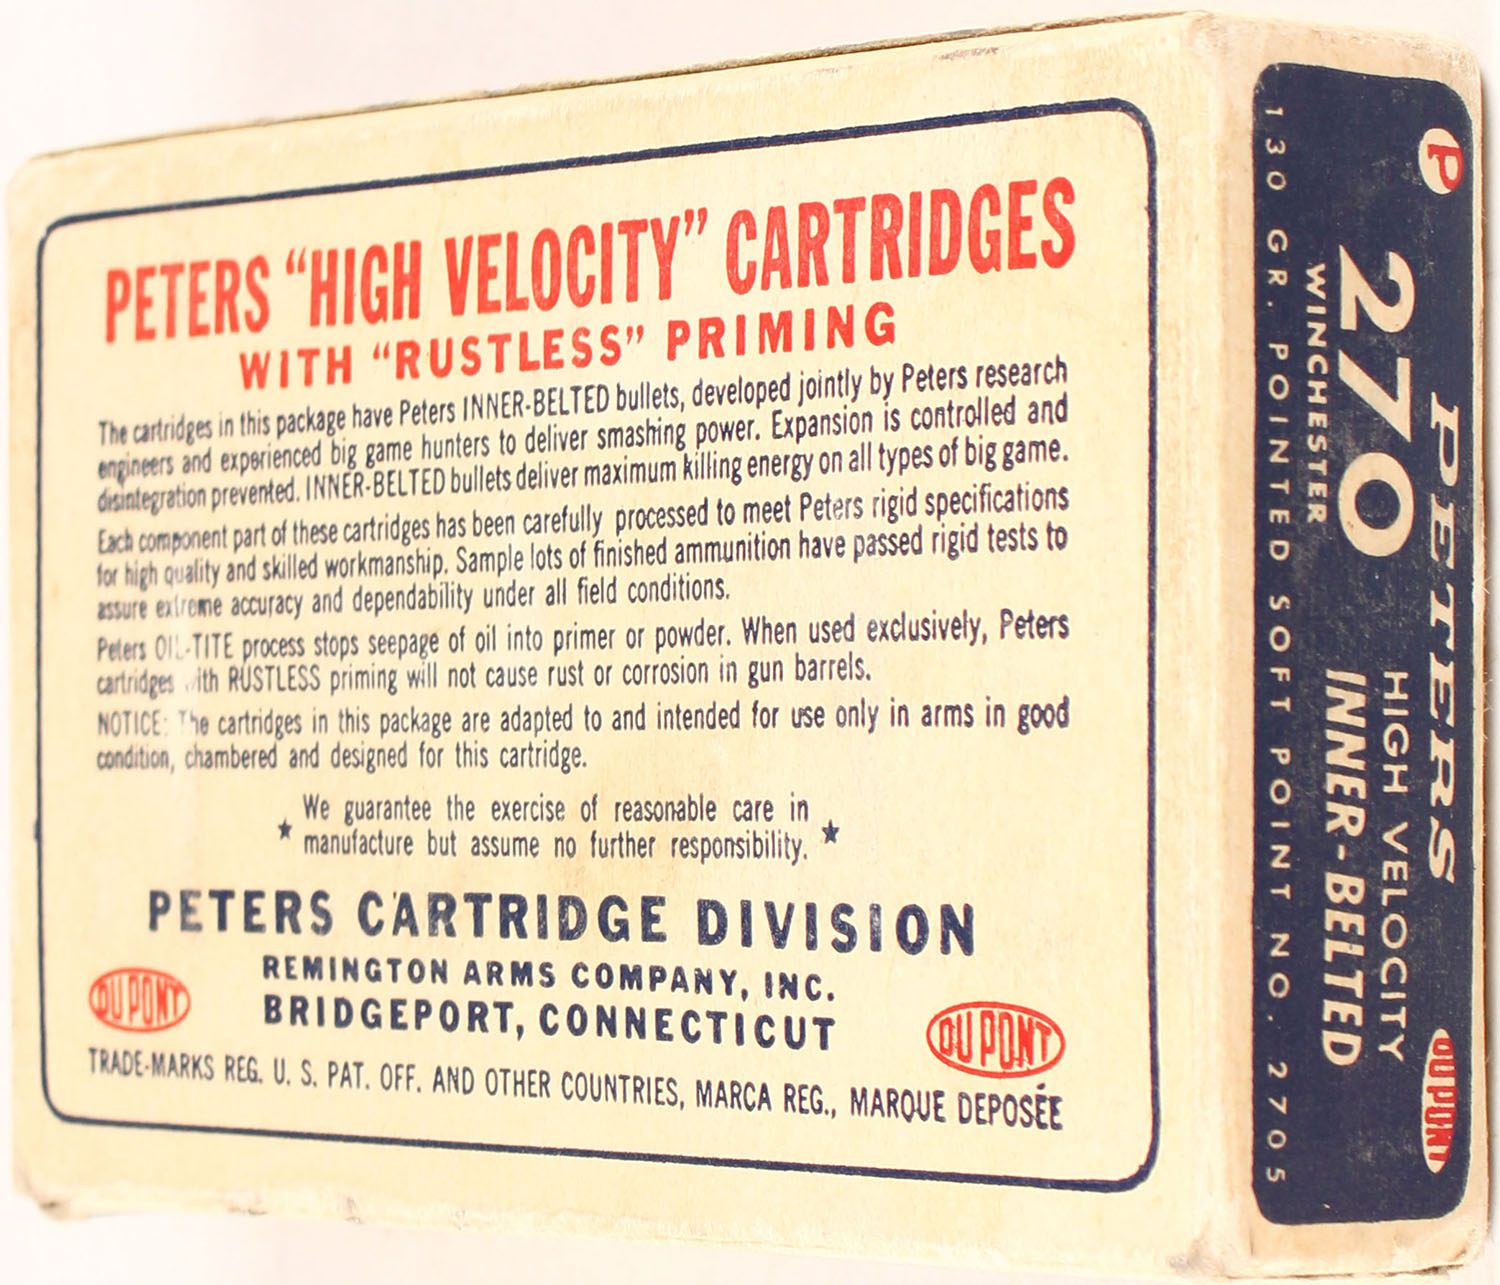 PETERS “HIGH VELOCITY” CARTRIDGES
WITH “RUSTLESS” PRIMING
The cartridges in this package have Peters INNER-BELTED bullets, developed jointly by Peters research
engineers and experienced big game hunters to deliver smashing power. Expansion is controlled and
disintegration prevented. INNER-BELTED bullets deliver maximum killing energy on all types of big game.
Each component part of these cartridges has been carefully processed to meet Peters rigid specifications
for high quality and skilled workmanship. Sample lots of finished ammunition have passed rigid tests to
assure extreme accuracy and dependability under all field conditions.
Peters OIL-TITE process stops seepage of oil into primer or powder. When used exclusively, Peters
cartridges with RUSTLESS priming will not cause rust or corrosion in gun barrels.
NOTICE: The cartridges in this package are adapted to and intended for use only in arms in good
condition, chambered and designed for this cartridge.
We guarantee the exercise of reasonable care in
manufacture but assume no further responsibility.
PETERS CARTRIDGE DIVISION
REMINGTON ARMS COMPANY, INC.
BRIDGEPORT, CONNECTICUT
DU PONT
DU PONT
TRADE-MARKS REG. U. S. PAT. OFF. AND OTHER COUNTRIES, MARCA REG., MARQUE DEPOSÉE
P
PETERS
DU PONT
HIGH VELOCITY
270
INNER-BELTED
WINCHESTER
130 GR. POINTED SOFT POINT NO. 2705